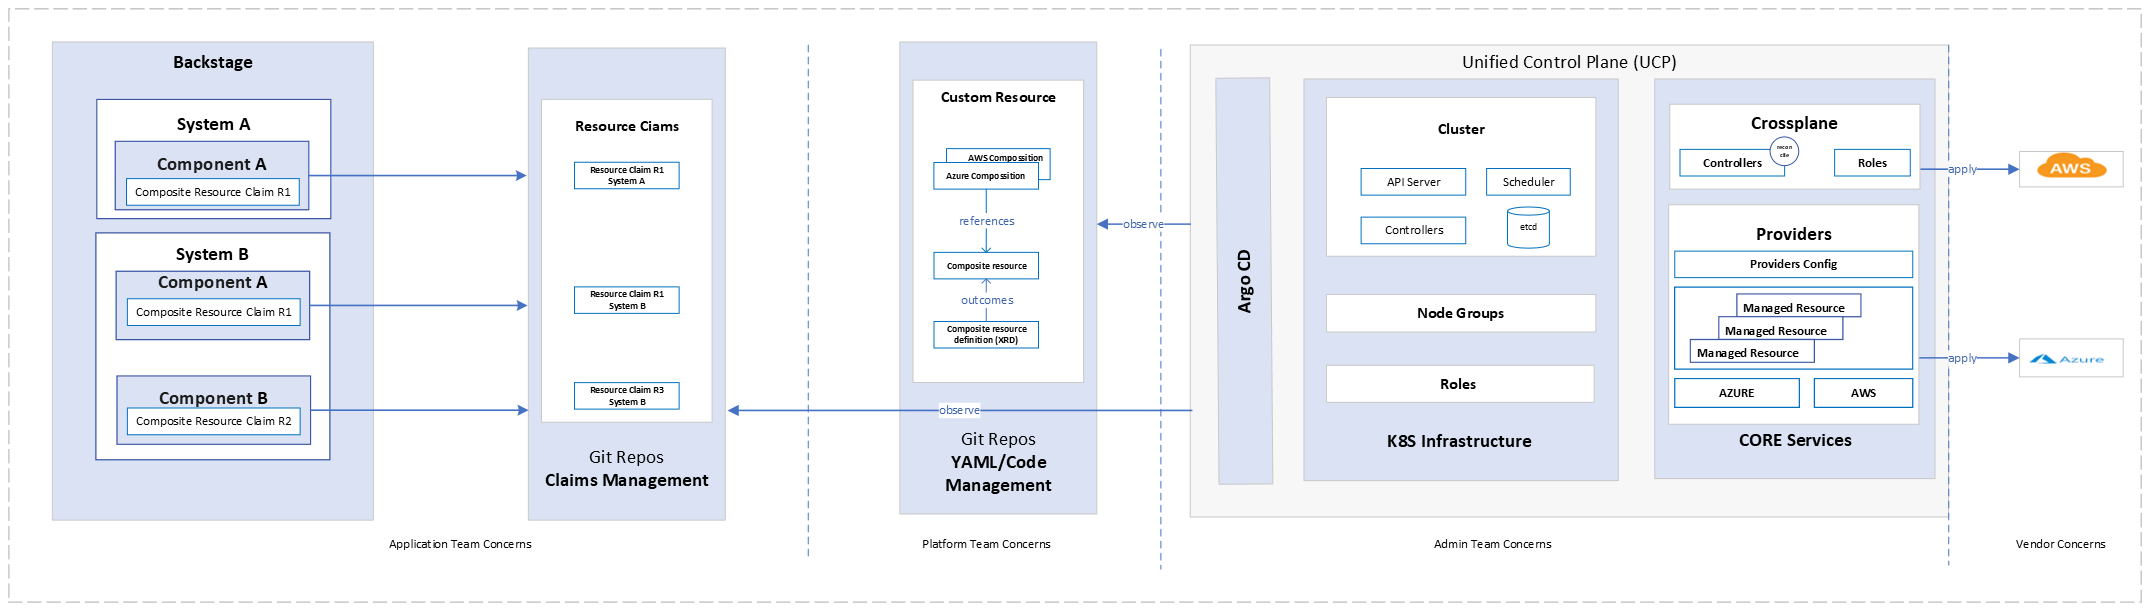 Backstage
System A
Component A
Composite Resource Claim R1
System B
Component A
Composite Resource Claim R1
Component B
Composite Resource Claim R2
Resource Ciams
Resource Claim R1
System A
Resource Claim R1
System B
Resource Claim R3
System B
Git Repos
Claims Management
Application Team Concerns
Custom Resource
AWS Compossition
Azure Compossition
references
Composite resource
outcomes
Composite resource
definition (XRD)
Git Repos
YAML/Code
Management
Platform Team Concerns
observe
observe
Unified Control Plane (UCP)
Argo CD
Cluster
API Server
Scheduler
Controllers
etcd
Node Groups
Roles
K8S Infrastructure
Crossplane
Controllers
recon
cile
Roles
Providers
Providers Config
Managed Resource
Managed Resource
Managed Resource
AZURE
AWS
CORE Services
Admin Team Concerns
apply
apply
AWS
Azure
Vendor Concerns